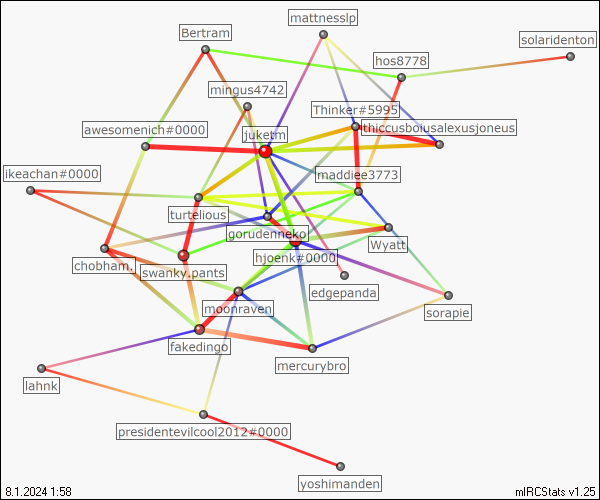 mattnesslp
Bertram
solaridenton
hos8778
mingus4742
Thinker#5995
awesomenich#0000
thiccusboiusalexusjoneus
juketm
ikeachan#0000
maddiee3773
turtelious
gorudenneko
Wyatt
hjoenk#0000
chobham.
swanky.pants
edgepanda
moonraven
sorapie
fakedingo
mercurybro
lahnk
presidentevilcool2012#0000
yoshimanden
8.1.2024 1:58
mIRCStats v1.25